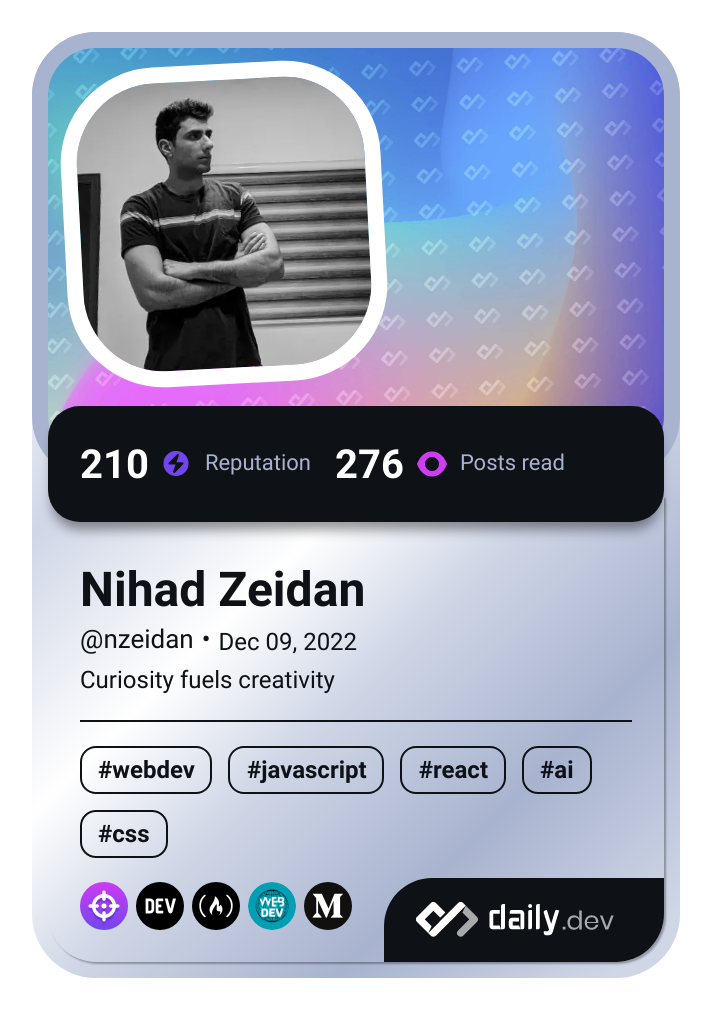 210 Reputation 276 Posts read
Nihad Zeidan
@nzeidan • Dec 09, 2022
Curiosity fuels creativity
#webdev #javascript #react #ai
#css
DEV WEB DEV M daily.dev